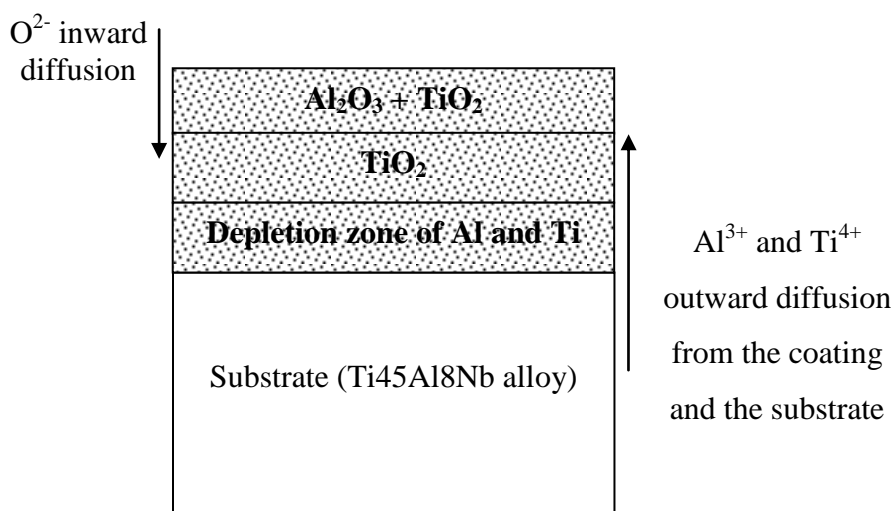 O²⁻ inward
diffusion
Al₂O₃ + TiO₂
TiO₂
Depletion zone of Al and Ti
Substrate (Ti45Al8Nb alloy)
Al³⁺ and Ti⁴⁺
outward diffusion
from the coating
and the substrate